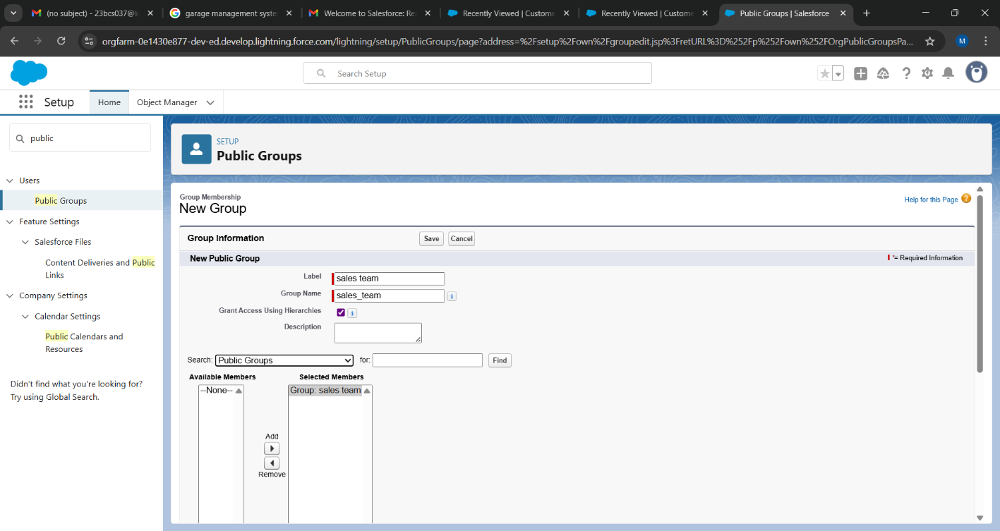 (no subject) - 23bcs037@k
garage management syste
Welcome to Salesforce: Re
Recently Viewed | Custome
Recently Viewed | Custome
Public Groups | Salesforce
orgfarm-0e1430e877-dev-ed.develop.lightning.force.com/lightning/setup/PublicGroups/page?address=%2Fsetup%2Fown%2Fgroupedit.jsp%3FretURL%3D%252Fp%252Fown%252FOrgPublicGroupsPa...
M
Search Setup
Setup
Home
Object Manager
public
Users
Public Groups
Feature Settings
Salesforce Files
Content Deliveries and Public
Links
Company Settings
Calendar Settings
Public Calendars and
Resources
Didn't find what you're looking for?
Try using Global Search.
SETUP
Public Groups
Group Membership
New Group
Help for this Page ?
Group Information
Save
Cancel
New Public Group
*= Required Information
Label
sales team
Group Name
sales_team
i
Grant Access Using Hierarchies
i
Description
Search: Public Groups for: Find
Available Members
Selected Members
--None--
Group: sales team
Add
Remove